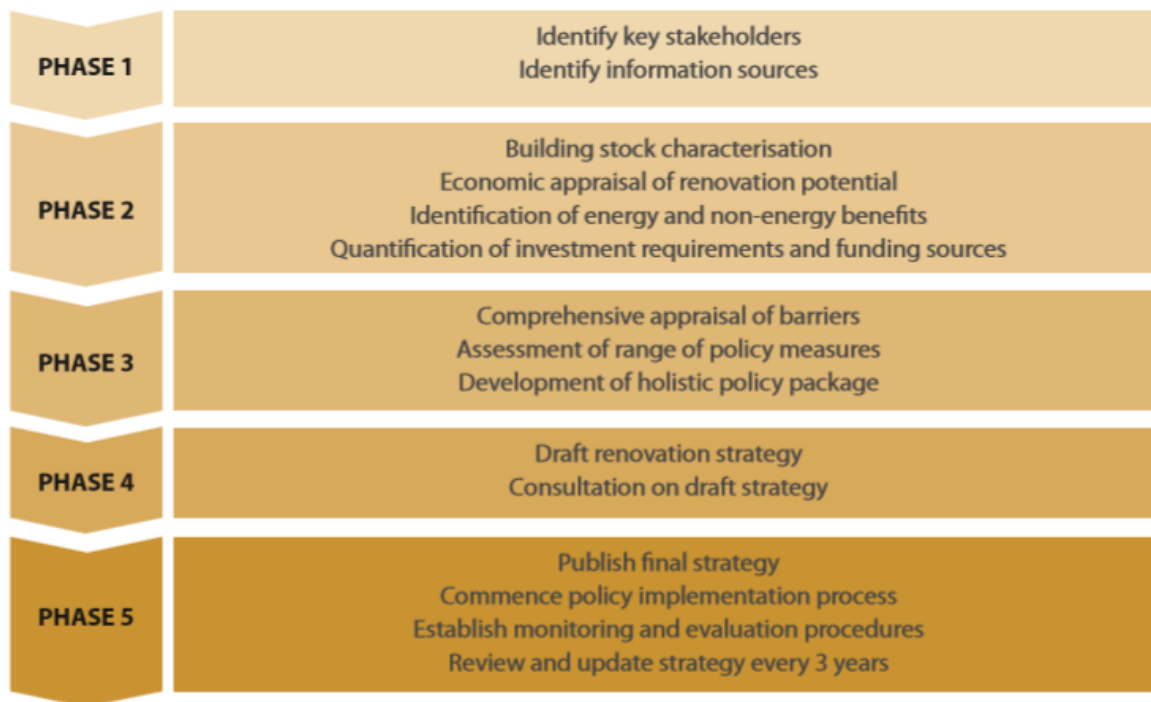 PHASE 1
Identify key stakeholders
Identify information sources
PHASE 2
Building stock characterisation
Economic appraisal of renovation potential
Identification of energy and non-energy benefits
Quantification of investment requirements and funding sources
PHASE 3
Comprehensive appraisal of barriers
Assessment of range of policy measures
Development of holistic policy package
PHASE 4
Draft renovation strategy
Consultation on draft strategy
PHASE 5
Publish final strategy
Commence policy implementation process
Establish monitoring and evaluation procedures
Review and update strategy every 3 years